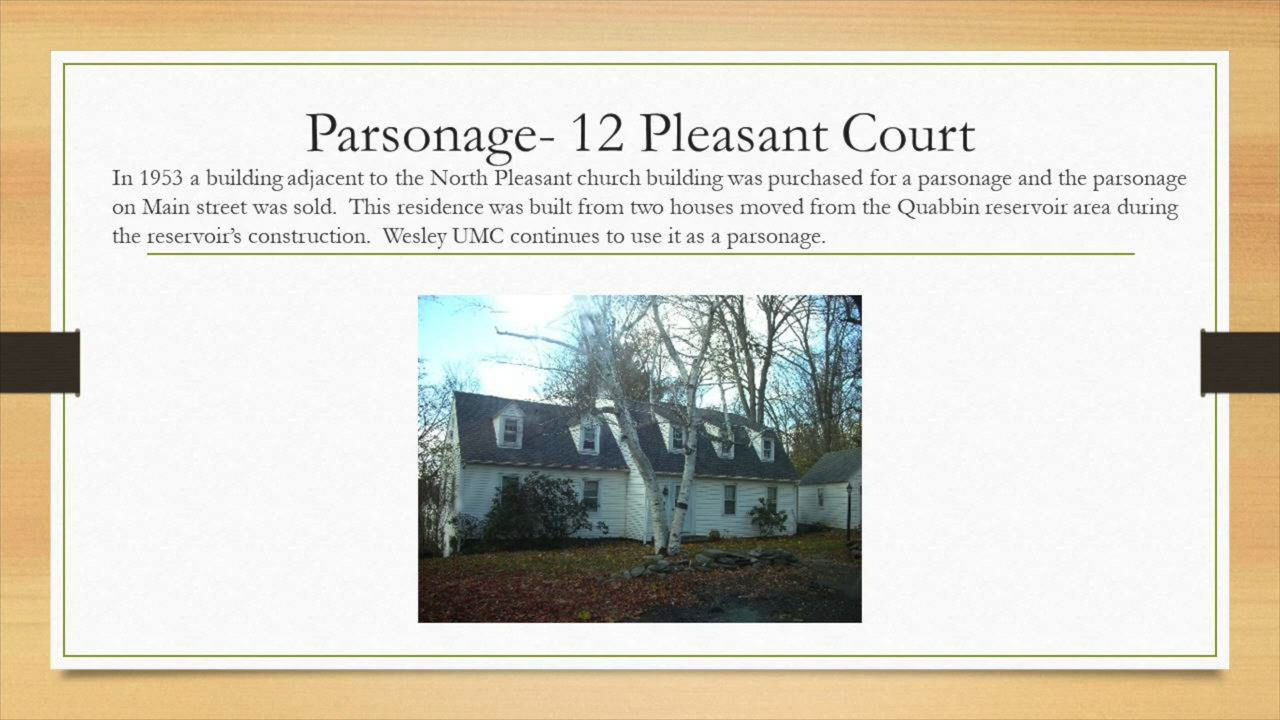 Parsonage- 12 Pleasant Court
In 1953 a building adjacent to the North Pleasant church building was purchased for a parsonage and the parsonage
on Main street was sold.  This residence was built from two houses moved from the Quabbin reservoir area during
the reservoir’s construction.  Wesley UMC continues to use it as a parsonage.